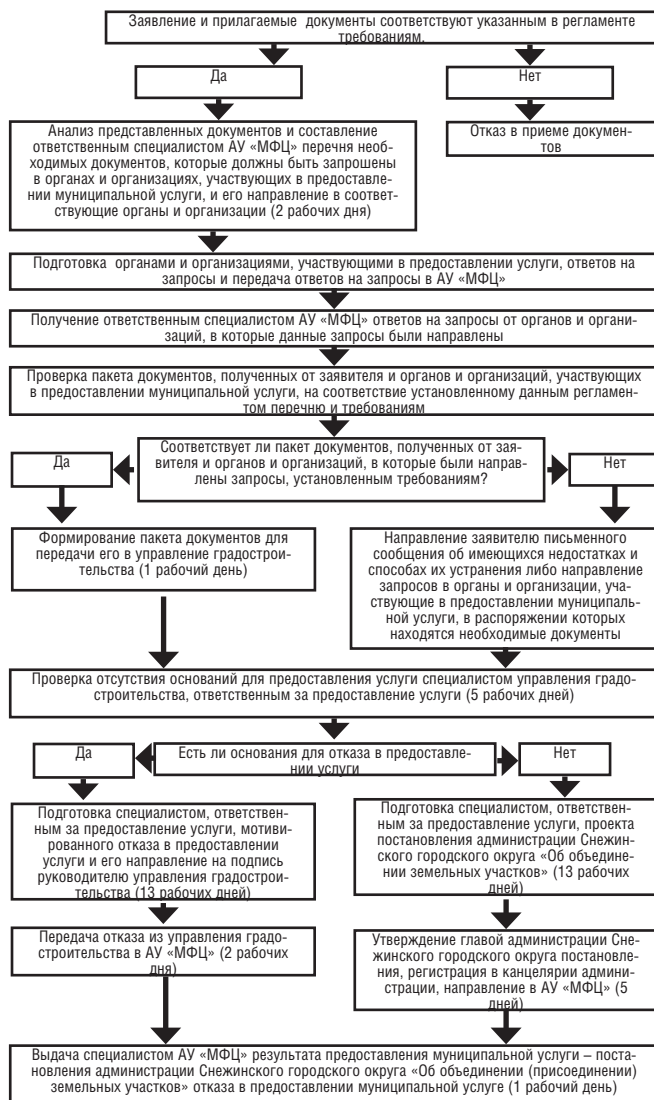 Заявление и прилагаемые документы соответствуют указанным в регламенте
требованиям.
Да
Нет
Анализ представленных документов и составление
ответственным специалистом АУ «МФЦ» перечня необ-
ходимых документов, которые должны быть запрошены
в органах и организациях, участвующих в предоставле-
нии муниципальной услуги, и его направление в соответ-
ствующие органы и организации (2 рабочих дня)
Отказ в приеме докумен-
тов
Подготовка органами и организациями, участвующими в предоставлении услуги, ответов на
запросы и передача ответов на запросы в АУ «МФЦ»
Получение ответственным специалистом АУ «МФЦ» ответов на запросы от органов и органи-
заций, в которые данные запросы были направлены
Проверка пакета документов, полученных от заявителя и органов и организаций, участвующих
в предоставлении муниципальной услуги, на соответствие установленному данным регламен-
том перечню и требованиям
Да
Соответствует ли пакет документов, полученных от зая-
вителя и органов и организаций, в которые были направ-
лены запросы, установленным требованиям?
Нет
Формирование пакета документов для
передачи его в управление градострои-
тельства (1 рабочий день)
Направление заявителю письменного
сообщения об имеющихся недостатках и
способах их устранения либо направление
запросов в органы и организации, уча-
ствующие в предоставлении муниципаль-
ной услуги, в распоряжении которых
находятся необходимые документы
Проверка отсутствия оснований для предоставления услуги специалистом управления градо-
строительства, ответственным за предоставление услуги (5 рабочих дней)
Да
Есть ли основания для отказа в предоставле-
нии услуги
Нет
Подготовка специалистом, ответствен-
ным за предоставление услуги, мотиви-
рованного отказа в предоставлении
услуги и его направление на подпись
руководителю управления градострои-
тельства (13 рабочих дней)
Подготовка специалистом, ответствен-
ным за предоставление услуги, проекта
постановления администрации Снежин-
ского городского округа «Об объедине-
нии земельных участков» (13 рабочих
дней)
Передача отказа из управления градо-
строительства в АУ «МФЦ» (2 рабочих
дня)
Утверждение главой администрации Сне-
жинского городского округа постановле-
ния, регистрация в канцелярии админи-
страции, направление в АУ «МФЦ» (5
дней)
Выдача специалистом АУ «МФЦ» результата предоставления муниципальной услуги – поста-
новления администрации Снежинского городского округа «Об объединении (присоединении)
земельных участков» отказа в предоставлении муниципальной услуге (1 рабочий день)